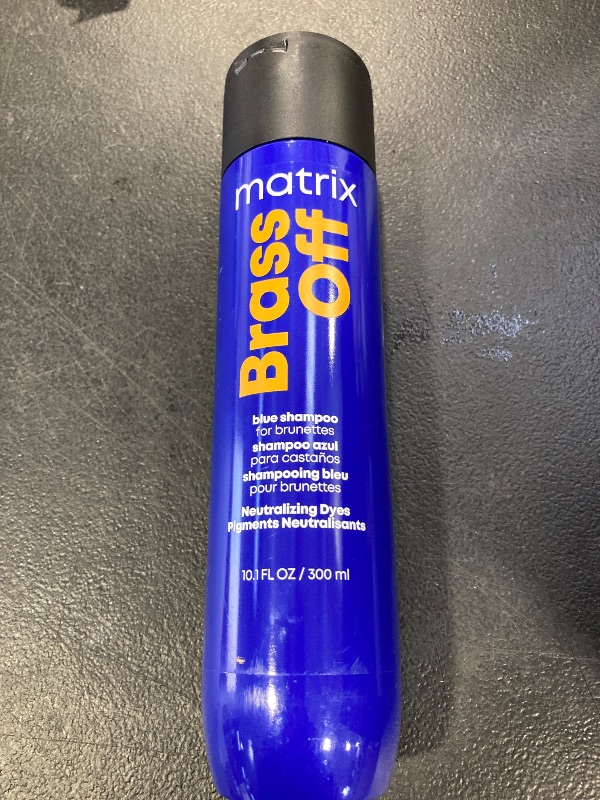 matrix
Brass
Off
blue shampoo
for brunettes
shampoo azul
para castaños
shampooing bleu
pour brunettes
Neutralizing Dyes
Pigments Neutralisants
10.1 FL OZ / 300 ml